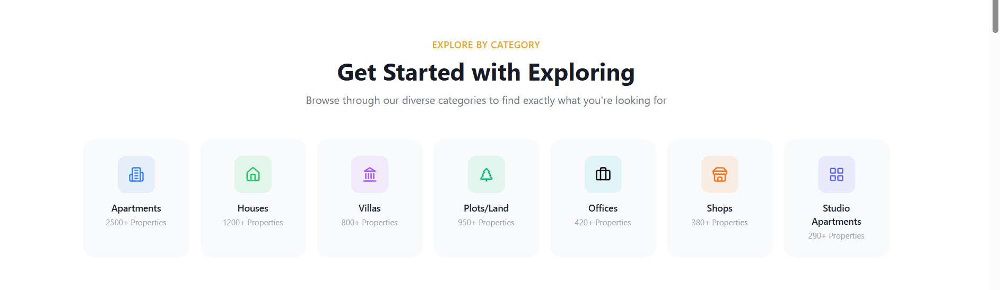 EXPLORE BY CATEGORY
Get Started with Exploring
Browse through our diverse categories to find exactly what you're looking for
Apartments
2500+ Properties
Houses
1200+ Properties
Villas
800+ Properties
Plots/Land
950+ Properties
Offices
420+ Properties
Shops
380+ Properties
Studio
Apartments
290+ Properties